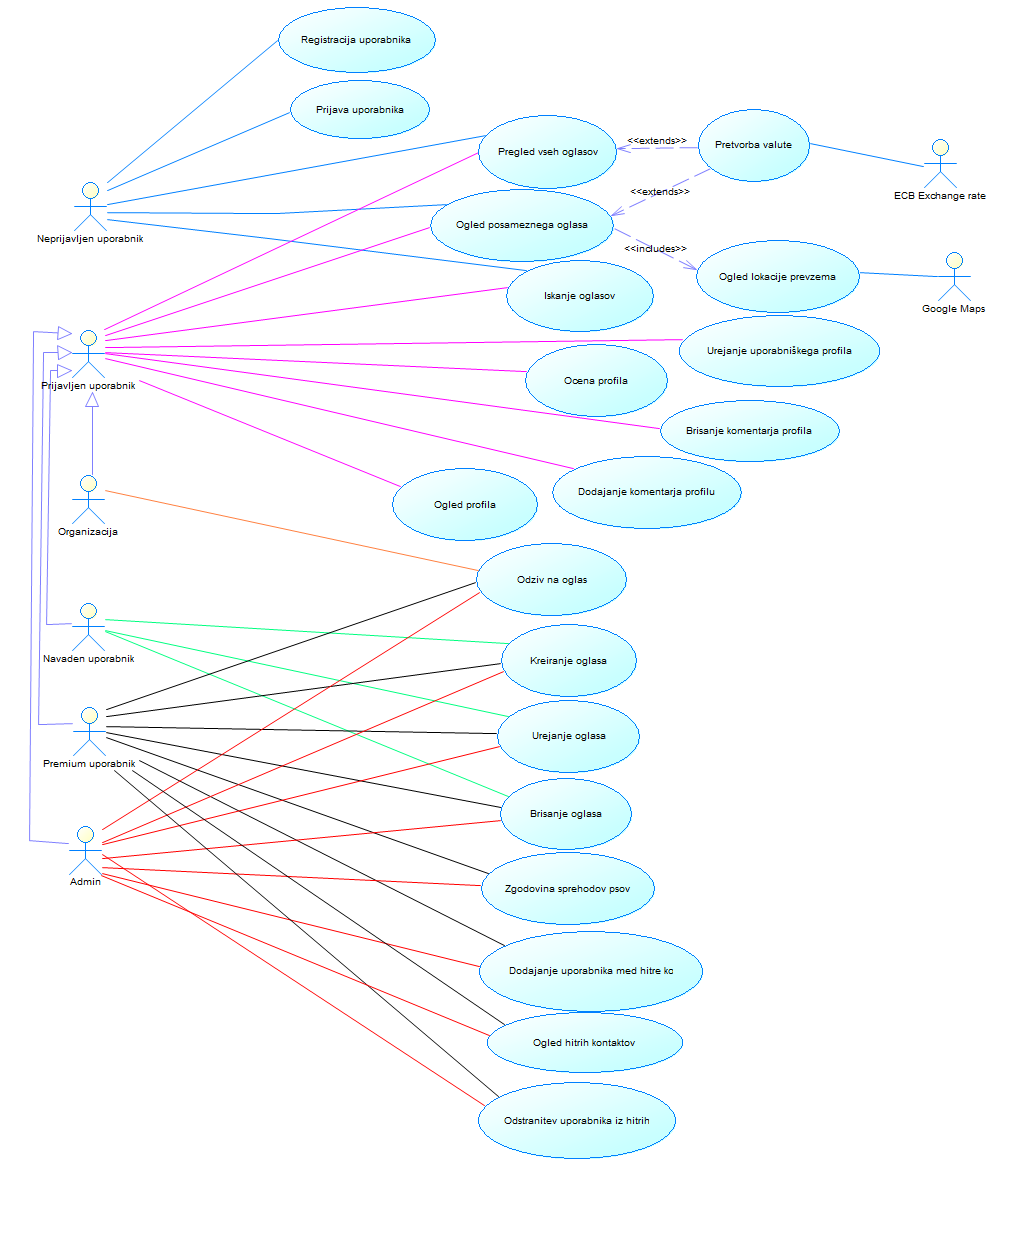 Registracija uporabnika
Prijava uporabnika
Pregled vseh oglasov
<<extends>>
Pretvorba valute
ECB Exchange rate
<<extends>>
Neprijavljen uporabnik
Ogled posameznega oglasa
<<includes>>
Ogled lokacije prevzema
Google Maps
Iskanje oglasov
Urejanje uporabniškega profila
Prijavljen uporabnik
Ocena profila
Brisanje komentarja profila
Dodajanje komentarja profilu
Ogled profila
Organizacija
Odziv na oglas
Navaden uporabnik
Kreiranje oglasa
Urejanje oglasa
Premium uporabnik
Brisanje oglasa
Admin
Zgodovina sprehodov psov
Dodajanje uporabnika med hitre ko
Ogled hitrih kontaktov
Odstranitev uporabnika iz hitrih